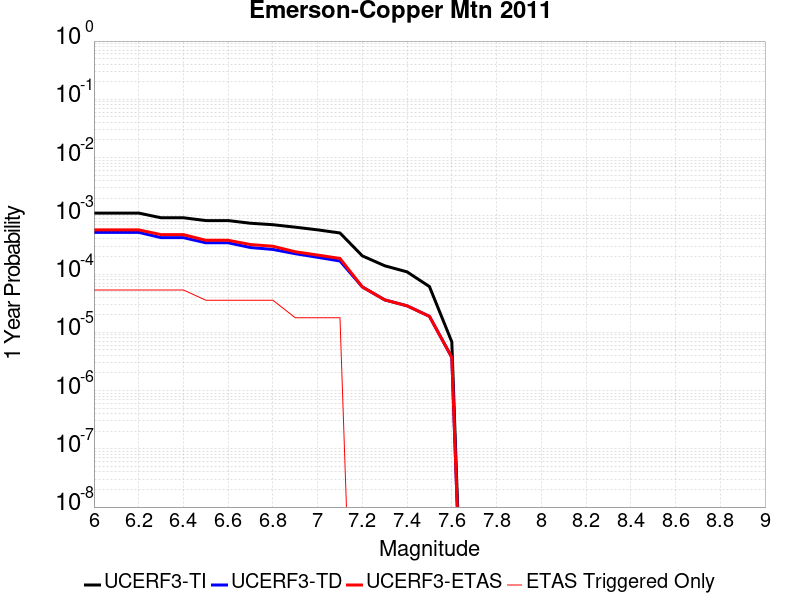 Emerson-Copper Mtn 2011
10^0
10^-1
10^-2
10^-3
10^-4
10^-5
10^-6
10^-7
10^-8
1 Year Probability
6 6.2 6.4 6.6 6.8 7 7.2 7.4 7.6 7.8 8 8.2 8.4 8.6 8.8 9
Magnitude
UCERF3-TI UCERF3-TD UCERF3-ETAS ETAS Triggered Only